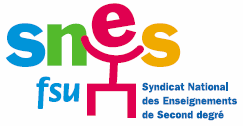 snes
fsu
Syndicat National
des Enseignements
de Second degré